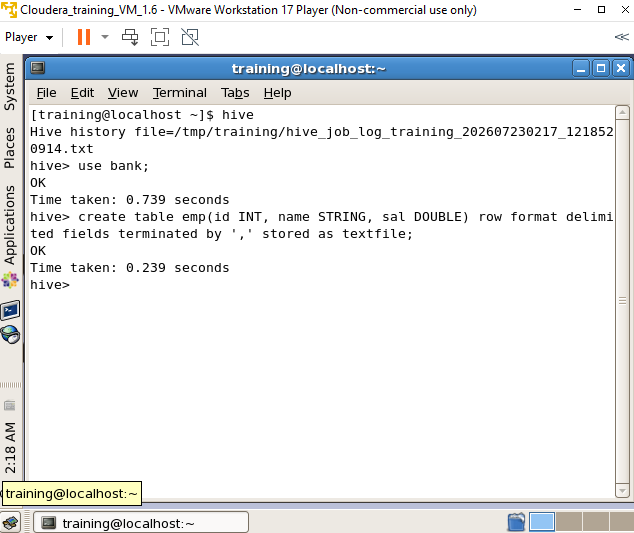 Cloudera_training_VM_1.6 - VMware Workstation 17 Player (Non-commercial use only)
Player
training@localhost:~
File Edit View Terminal Tabs Help
[training@localhost ~]$ hive
Hive history file=/tmp/training/hive_job_log_training_202607230217_121852
0914.txt
hive> use bank;
OK
Time taken: 0.739 seconds
hive> create table emp(id INT, name STRING, sal DOUBLE) row format delimi
ted fields terminated by ',' stored as textfile;
OK
Time taken: 0.239 seconds
hive>
System
Places
Applications
2:18 AM
training@localhost:~
training@localhost:~